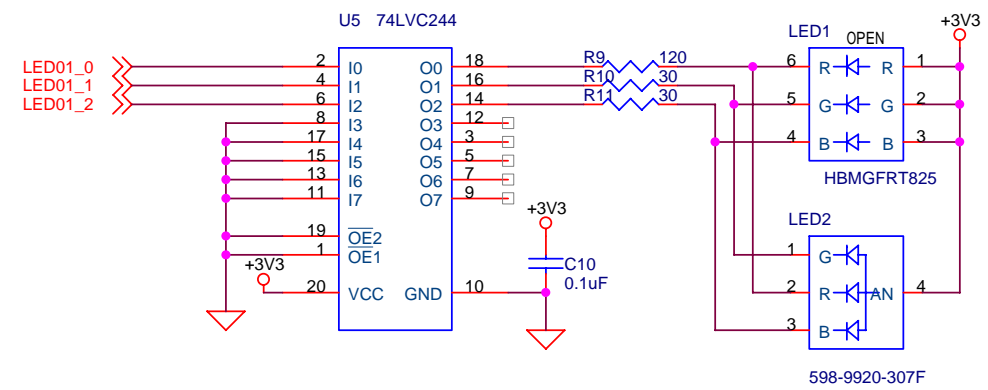 U5 74LVC244
+3V3
LED1
OPEN
LED01_0
LED01_1
LED01_2
2 I0 O0 18 R9 120 6 R R 1
4 I1 O1 16 R10 30
6 I2 O2 14 R11 30 5 G G 2
8 I3 O3 12
17 I4 O4 3 4 B B 3
15 I5 O5 5
13 I6 O6 7 HBMGFRT825
11 I7 O7 9
+3V3
LED2
19 OE2
1 OE1 1 G
+3V3 C10
0.1uF
20 VCC GND 10 2 R AN 4
3 B
598-9920-307F